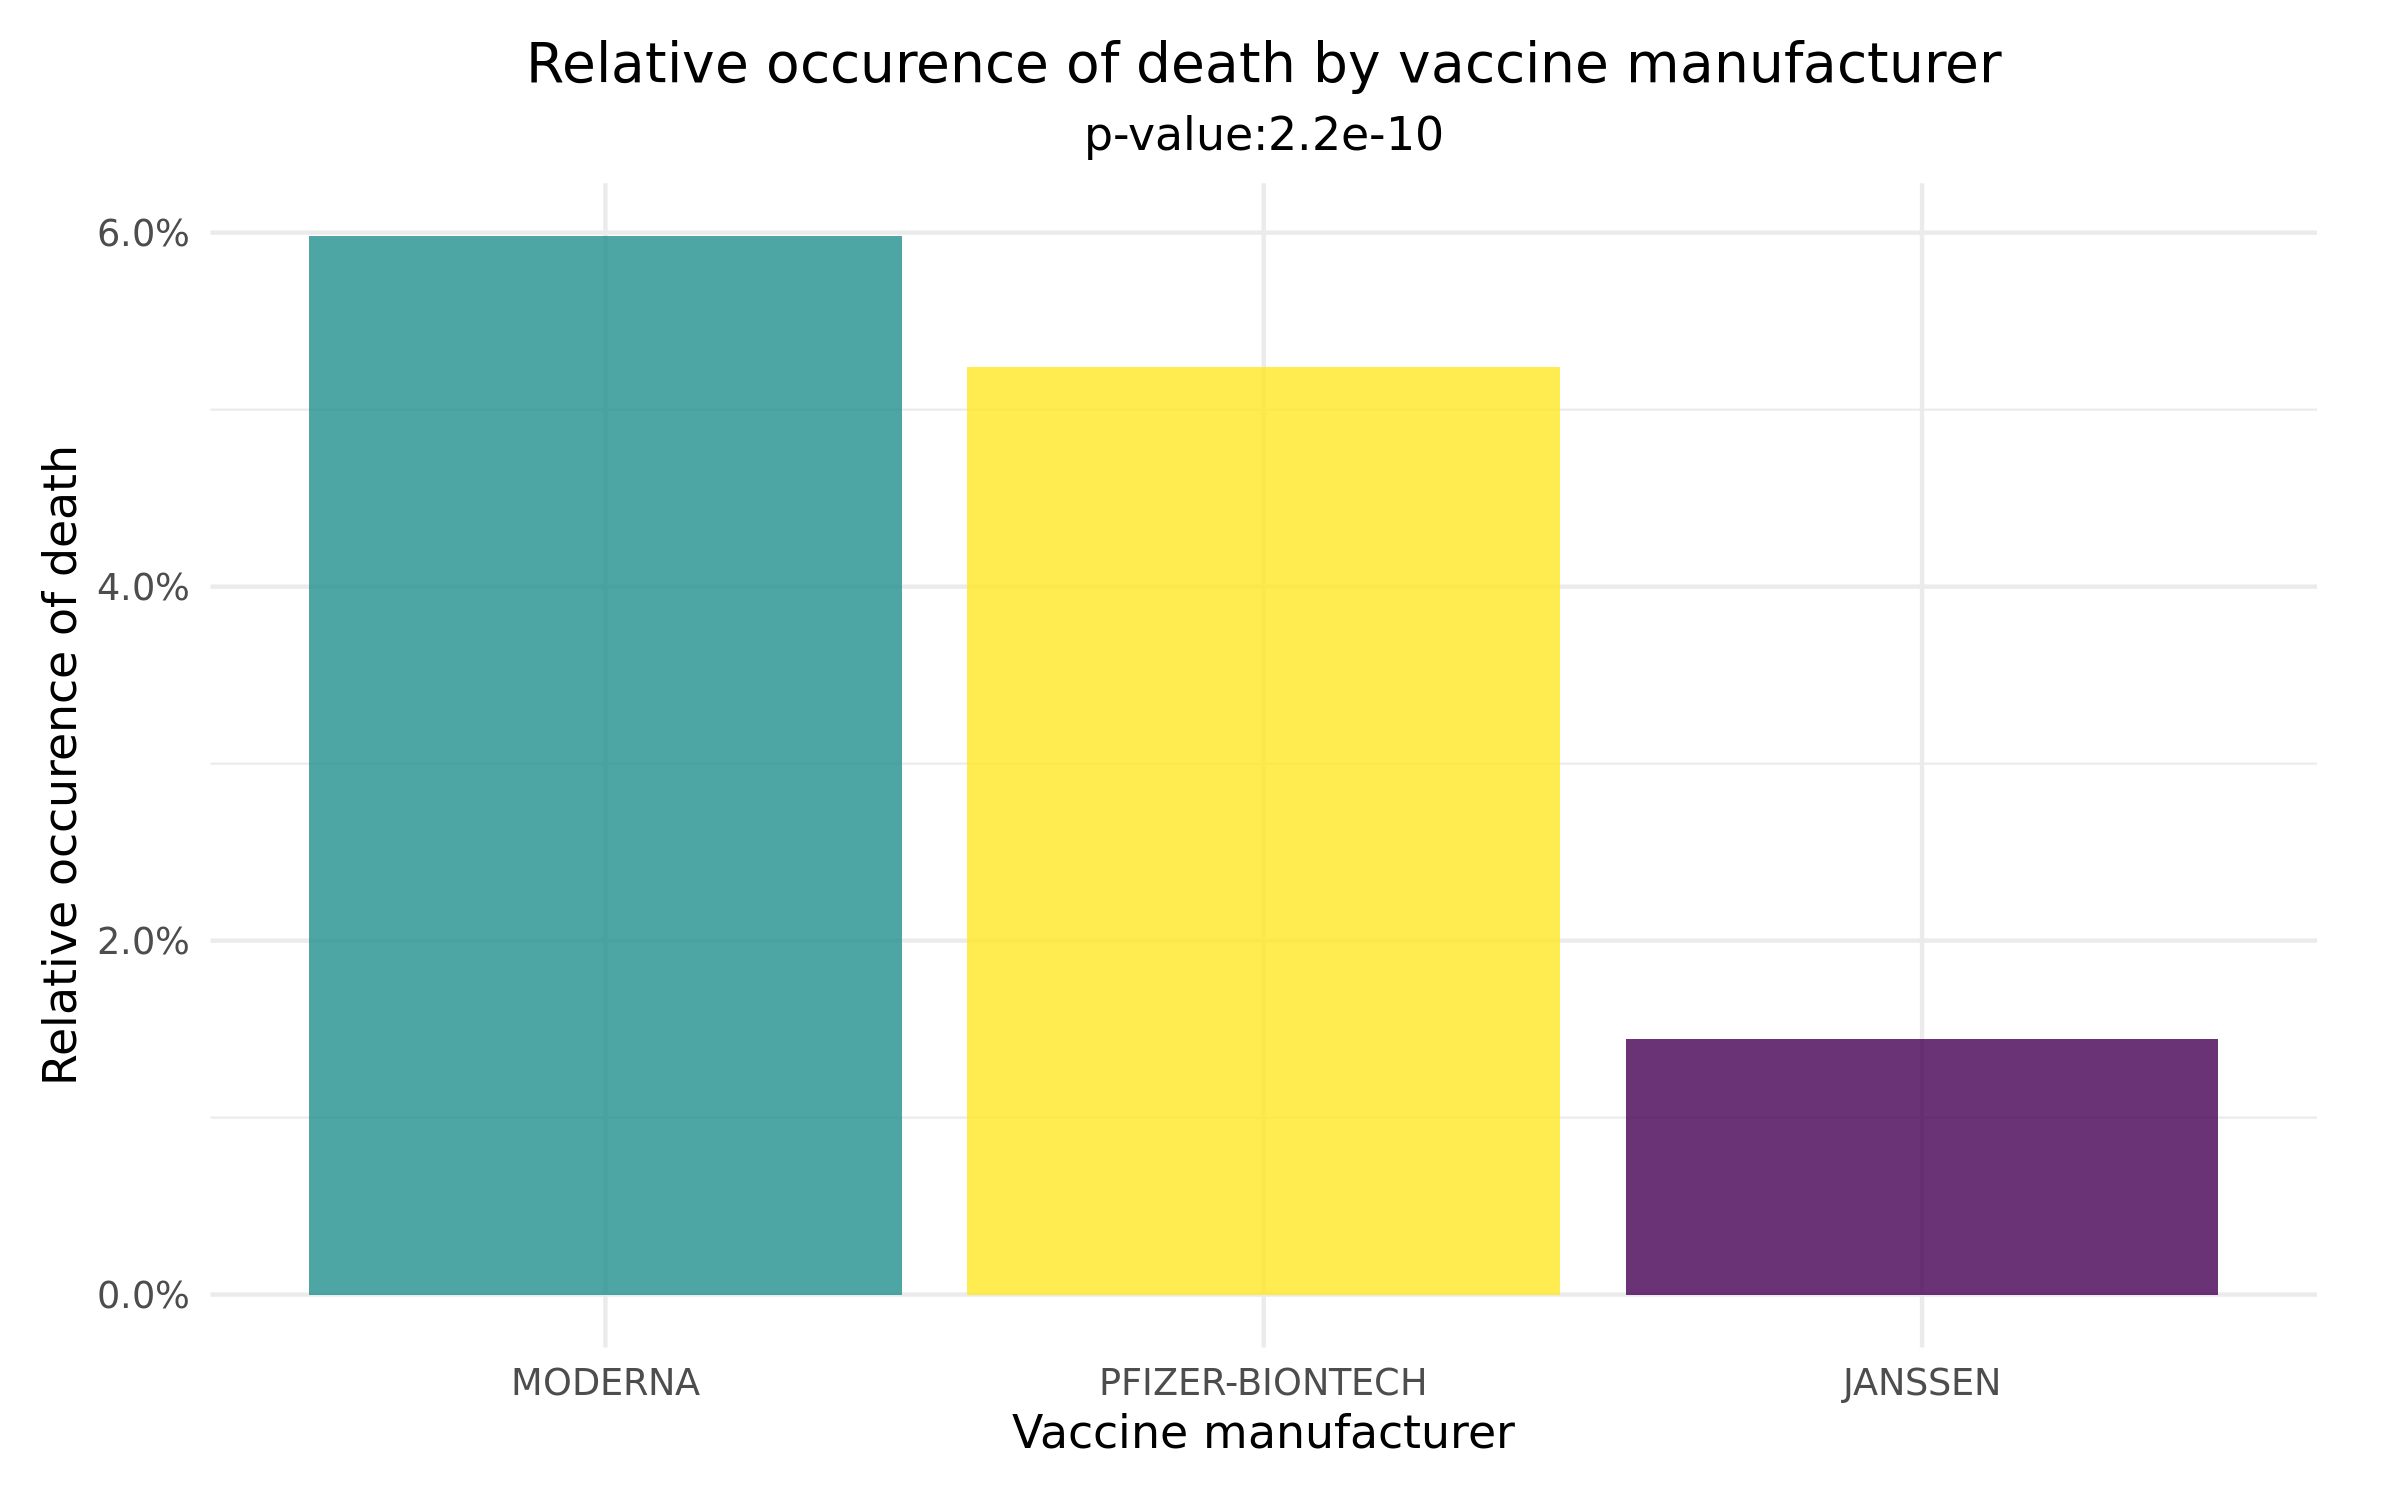 Relative occurence of death by vaccine manufacturer
p-value:2.2e-10
Relative occurence of death
6.0%
4.0%
2.0%
0.0%
MODERNA
PFIZER-BIONTECH
JANSSEN
Vaccine manufacturer